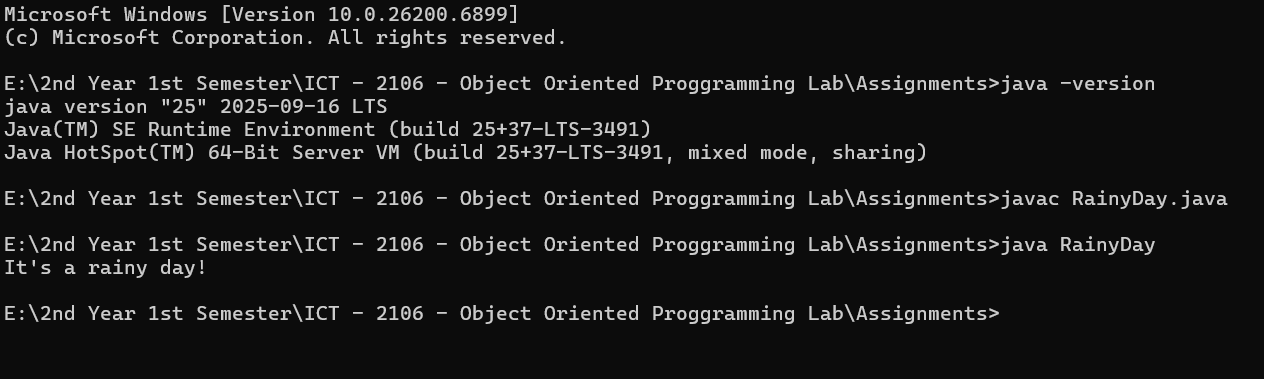 Microsoft Windows [Version 10.0.26200.6899]
(c) Microsoft Corporation. All rights reserved.
E:\2nd Year 1st Semester\ICT - 2106 - Object Oriented Proggramming Lab\Assignments>java -version
java version "25" 2025-09-16 LTS
Java(TM) SE Runtime Environment (build 25+37-LTS-3491)
Java HotSpot(TM) 64-Bit Server VM (build 25+37-LTS-3491, mixed mode, sharing)
E:\2nd Year 1st Semester\ICT - 2106 - Object Oriented Proggramming Lab\Assignments>javac RainyDay.java
E:\2nd Year 1st Semester\ICT - 2106 - Object Oriented Proggramming Lab\Assignments>java RainyDay
It's a rainy day!
E:\2nd Year 1st Semester\ICT - 2106 - Object Oriented Proggramming Lab\Assignments>